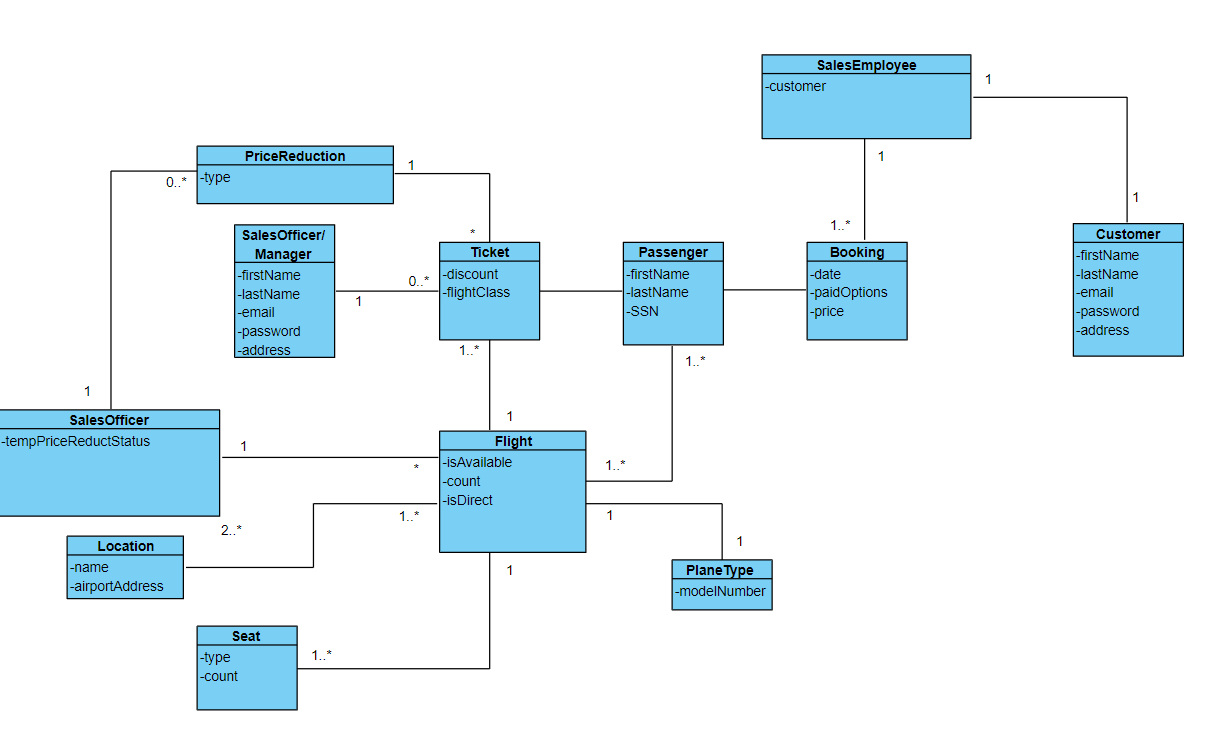 SalesEmployee
-customer
1
1
1
1..*
PriceReduction
-type
0..*
1
1
*
SalesOfficer/
Manager
-firstName
-lastName
-email
-password
-address
1
0..*
Ticket
-discount
-flightClass
1..*
1
Passenger
-firstName
-lastName
-SSN
1..*
1..*
Booking
-date
-paidOptions
-price
Customer
-firstName
-lastName
-email
-password
-address
SalesOfficer
-tempPriceReductStatus
1
*
Flight
-isAvailable
-count
-isDirect
1..*
2..*
1
1
Location
-name
-airportAddress
PlaneType
-modelNumber
1
Seat
-type
-count
1..*